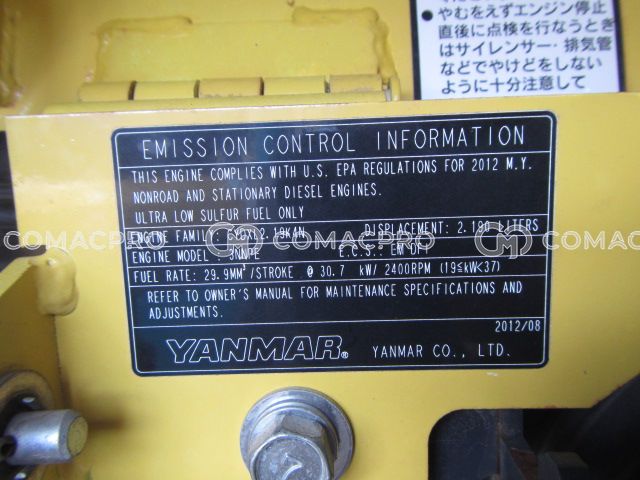 やむをえずエンジン停止
直後に点検を行なうとき
はサイレンサー・排気管
などでやけどをしない
ように十分注意して
EMISSION CONTROL INFORMATION
THIS ENGINE COMPLIES WITH U.S. EPA REGULATIONS FOR 2012 M.Y.
NONROAD AND STATIONARY DIESEL ENGINES.
ULTRA LOW SULFUR FUEL ONLY
ENGINE FAMILY: DISPLACEMENT: 2.190 LITERS
ENGINE MODEL: E.C.S.: EM DFI
FUEL RATE: 29.9MM³/STROKE @ 30.7 kW/ 2400RPM (19≦kW<37)
REFER TO OWNER'S MANUAL FOR MAINTENANCE SPECIFICATIONS AND
ADJUSTMENTS.
2012/08
YANMAR® YANMAR CO., LTD.
COMACPRO COMACPRO COMAC